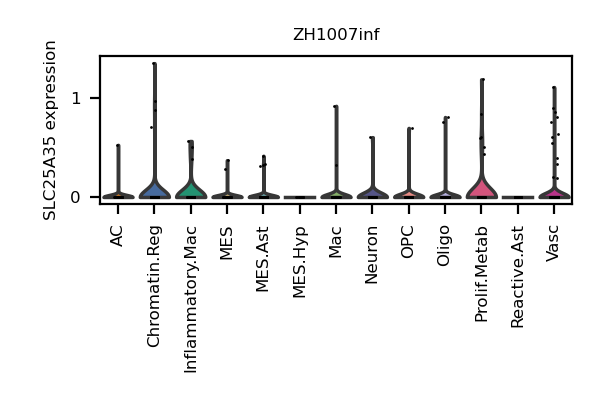 ZH1007inf
SLC25A35 expression
1
0
AC
Chromatin.Reg
Inflammatory.Mac
MES
MES.Ast
MES.Hyp
Mac
Neuron
OPC
Oligo
Prolif.Metab
Reactive.Ast
Vasc